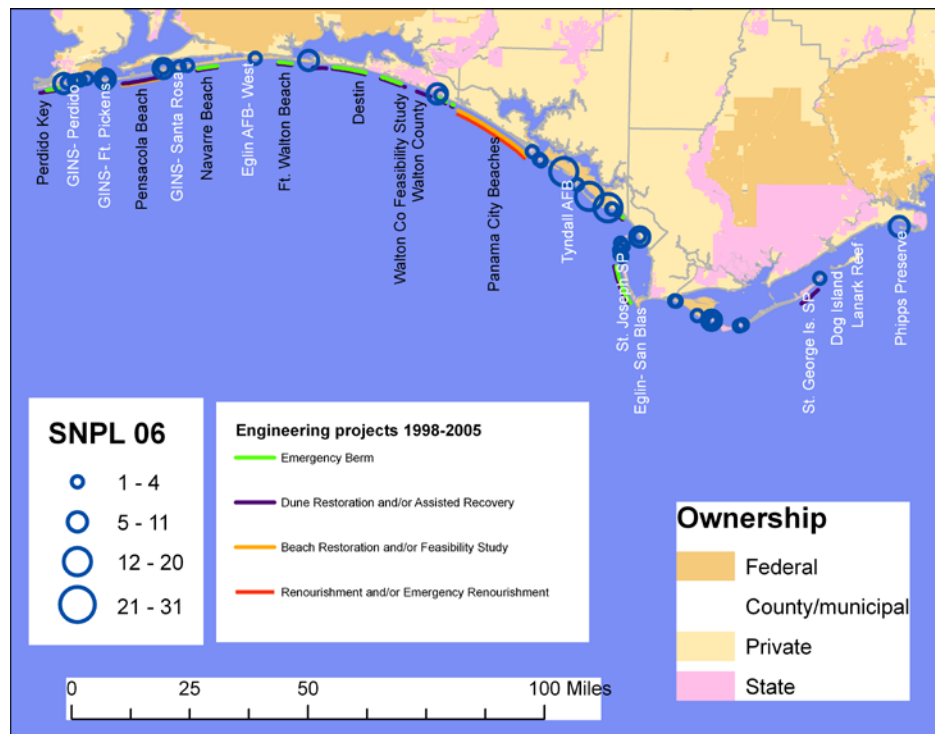 Perdido Key
GINS- Perdido
GINS- Ft. Pickens
Pensacola Beach
GINS- Santa Rosa
Navarre Beach
Eglin AFB- West
Ft. Walton Beach
Destin
Walton Co Feasibility Study
Walton County
Panama City Beaches
Tyndall AFB
St. Joseph SP
Eglin- San Blas
St. George Is. SP
Dog Island
Lanark Reef
Phipps Preserve
SNPL 06
1 - 4
5 - 11
12 - 20
21 - 31
Engineering projects 1998-2005
Emergency Berm
Dune Restoration and/or Assisted Recovery
Beach Restoration and/or Feasibility Study
Renourishment and/or Emergency Renourishment
Ownership
Federal
County/municipal
Private
State
0 25 50 100 Miles